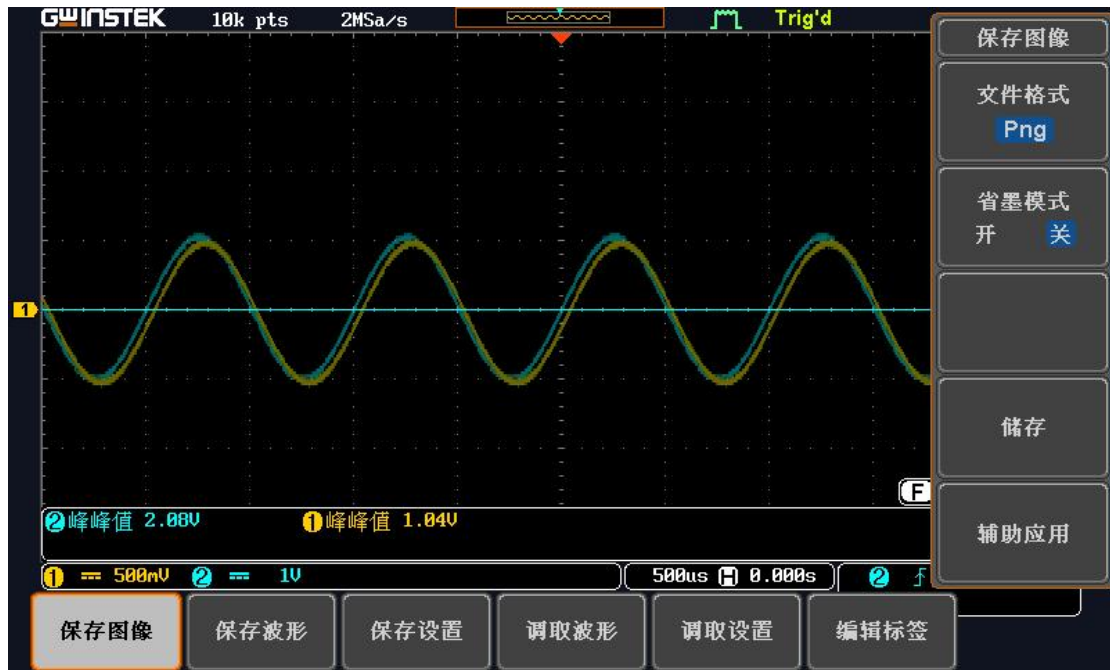 GWINSTEK 10k pts 2MSa/s Trig'd
保存图像
文件格式
Png
省墨模式
开 关
储存
辅助应用
1
F
2 峰峰值 2.08V 1 峰峰值 1.04V
1 500mV 2 1V 500us H 0.000s 2
保存图像 保存波形 保存设置 调取波形 调取设置 编辑标签